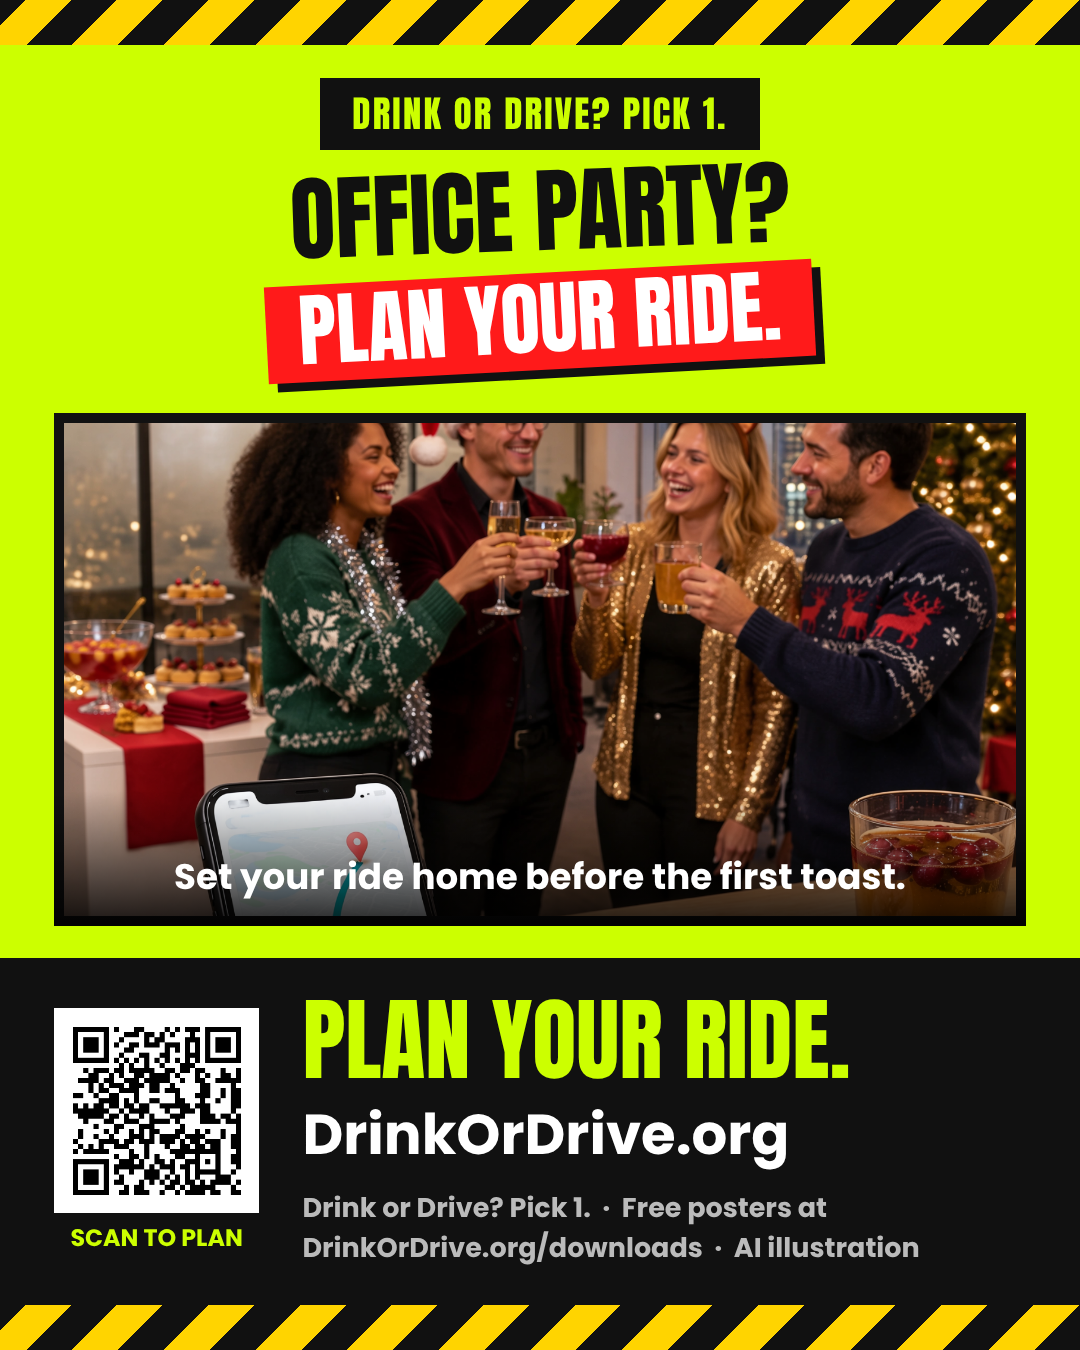 DRINK OR DRIVE? PICK 1.
OFFICE PARTY?
PLAN YOUR RIDE.
Set your ride home before the first toast.
PLAN YOUR RIDE.
DrinkOrDrive.org
Drink or Drive? Pick 1. · Free posters at
DrinkOrDrive.org/downloads · AI illustration
SCAN TO PLAN